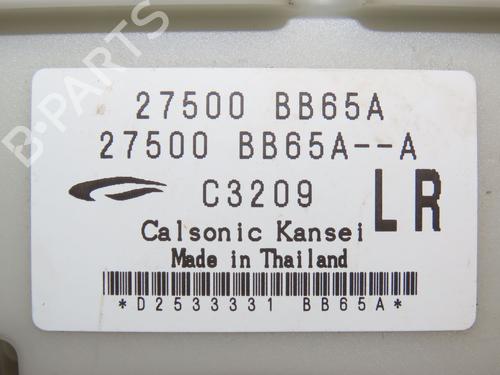 B-PARTS
27500 BB65A
27500 BB65A--A
C3209 LR
Calsonic Kansei
Made in Thailand
*D2533331 BB65A*